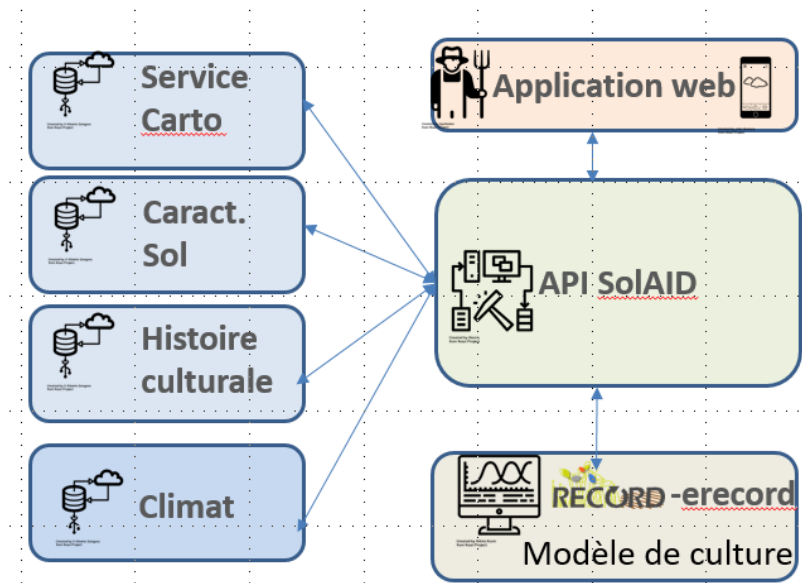 Service
Carto
Caract.
Sol
Histoire
culturale
Climat
Application web
API SolAID
RECORD -erecord
Modèle de culture